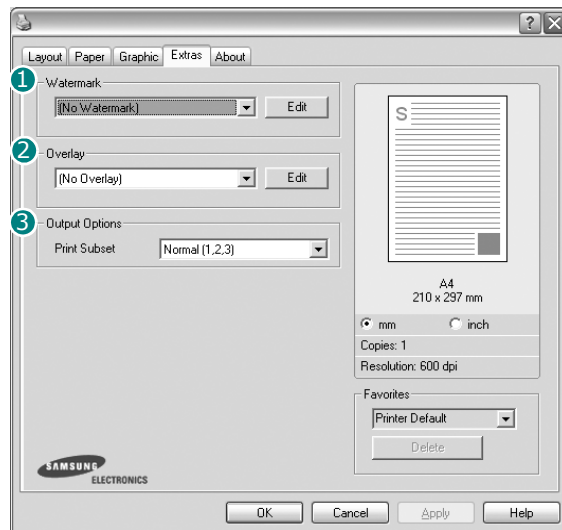 ?
X
Layout
Paper
Graphic
Extras
About
1
Watermark
(No Watermark)
Edit
2
Overlay
(No Overlay)
Edit
3
Output Options
Print Subset
Normal (1,2,3)
S
A4
210 x 297 mm
mm
inch
Copies: 1
Resolution: 600 dpi
Favorites
Printer Default
Delete
SAMSUNG
ELECTRONICS
OK
Cancel
Apply
Help